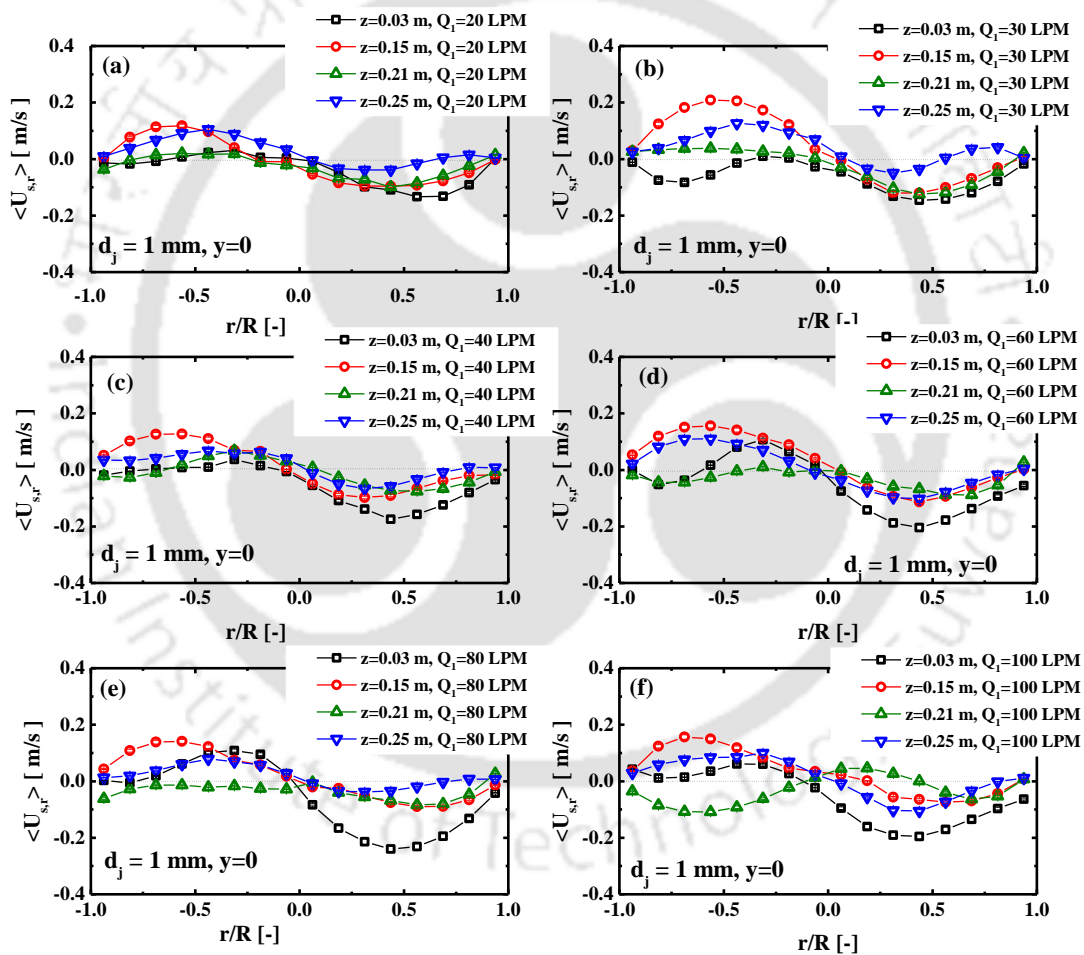 (a)
z=0.03 m, Q1=20 LPM
z=0.15 m, Q1=20 LPM
z=0.21 m, Q1=20 LPM
z=0.25 m, Q1=20 LPM
<Us,r> [ m/s ]
0.4
0.2
0.0
-0.2
-0.4
dj = 1 mm, y=0
-1.0 -0.5 0.0 0.5 1.0
r/R [-]
(b)
z=0.03 m, Q1=30 LPM
z=0.15 m, Q1=30 LPM
z=0.21 m, Q1=30 LPM
z=0.25 m, Q1=30 LPM
<Us,r> [ m/s ]
0.4
0.2
0.0
-0.2
-0.4
dj = 1 mm, y=0
-1.0 -0.5 0.0 0.5 1.0
r/R [-]
(c)
z=0.03 m, Q1=40 LPM
z=0.15 m, Q1=40 LPM
z=0.21 m, Q1=40 LPM
z=0.25 m, Q1=40 LPM
<Us,r> [ m/s ]
0.4
0.2
0.0
-0.2
-0.4
dj = 1 mm, y=0
-1.0 -0.5 0.0 0.5 1.0
r/R [-]
(d)
z=0.03 m, Q1=60 LPM
z=0.15 m, Q1=60 LPM
z=0.21 m, Q1=60 LPM
z=0.25 m, Q1=60 LPM
<Us,r> [ m/s ]
0.4
0.2
0.0
-0.2
-0.4
dj = 1 mm, y=0
-1.0 -0.5 0.0 0.5 1.0
r/R [-]
(e)
z=0.03 m, Q1=80 LPM
z=0.15 m, Q1=80 LPM
z=0.21 m, Q1=80 LPM
z=0.25 m, Q1=80 LPM
<Us,r> [ m/s ]
0.4
0.2
0.0
-0.2
-0.4
dj = 1 mm, y=0
-1.0 -0.5 0.0 0.5 1.0
r/R [-]
(f)
z=0.03 m, Q1=100 LPM
z=0.15 m, Q1=100 LPM
z=0.21 m, Q1=100 LPM
z=0.25 m, Q1=100 LPM
<Us,r> [ m/s ]
0.4
0.2
0.0
-0.2
-0.4
dj = 1 mm, y=0
-1.0 -0.5 0.0 0.5 1.0
r/R [-]
Institute of Technology